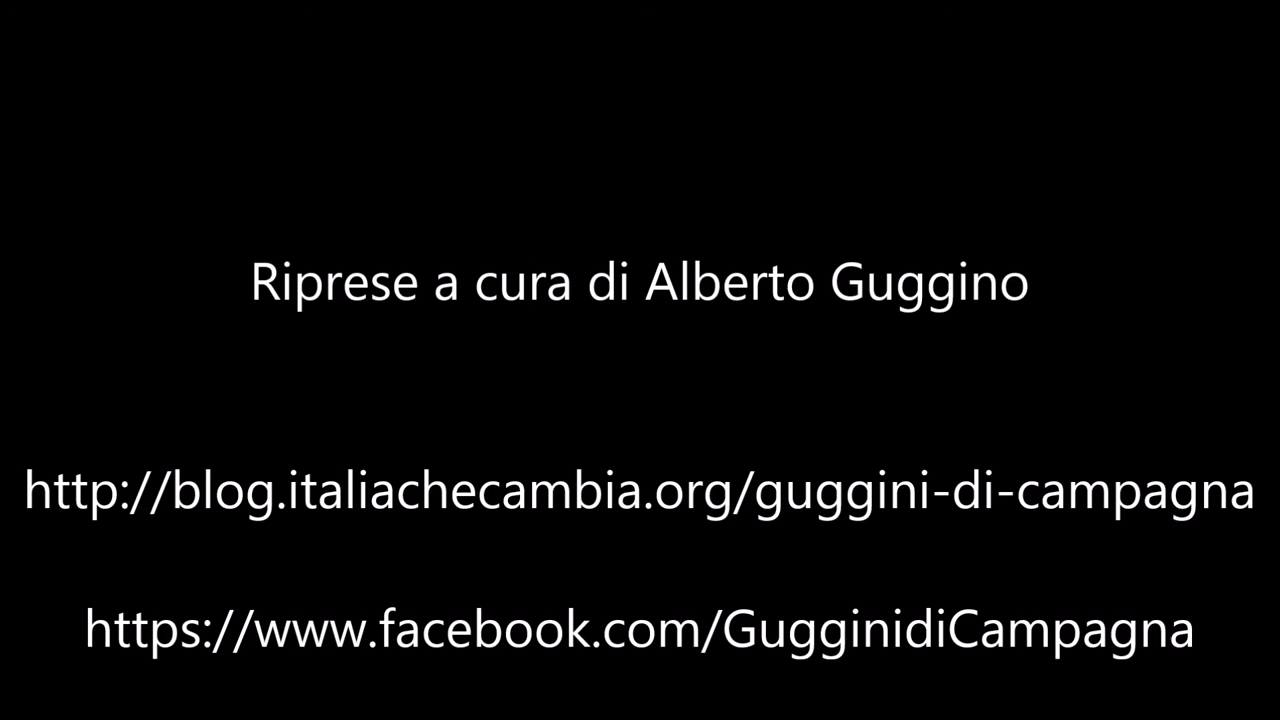 Riprese a cura di Alberto Guggino
http://blog.italiachecambia.org/guggini-di-campagna
https://www.facebook.com/GugginidiCampagna